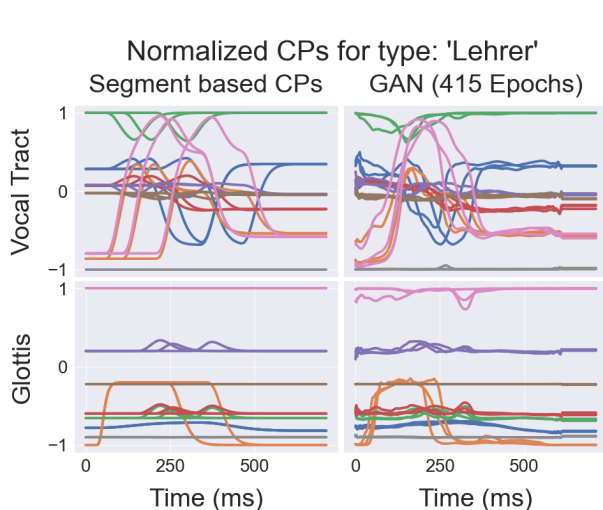 Normalized CPs for type: 'Lehrer'
Segment based CPs
GAN (415 Epochs)
Vocal Tract
1
0
−1
Glottis
1
0
−1
0 250 500
0 250 500
Time (ms)
Time (ms)